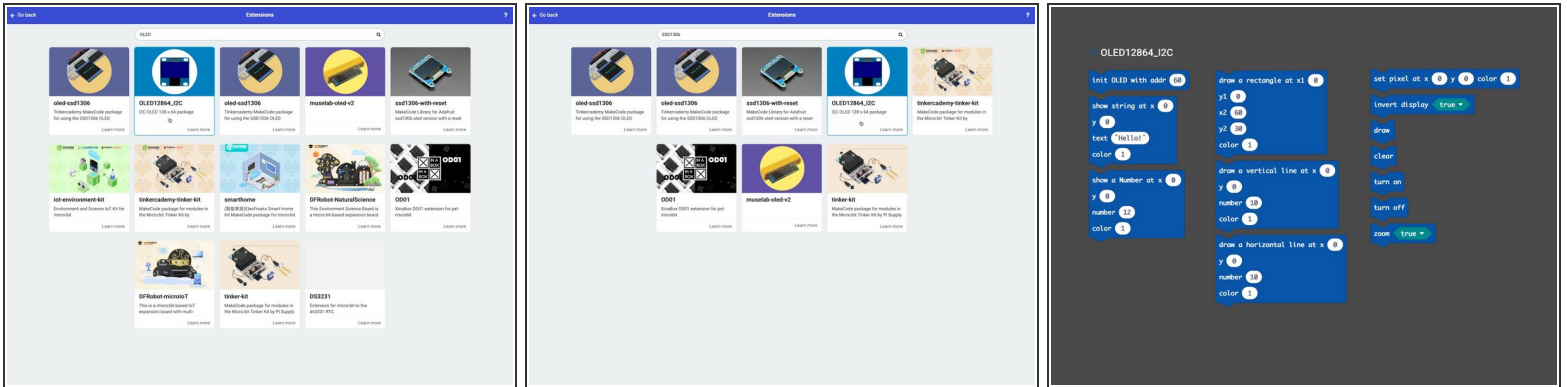 Go back
Extensions
?
OLED
oled-ssd1306
Tinkercademy MakeCode package
for using the SSD1306 OLED
Learn more
OLED12864_I2C
I2C OLED 128 x 64 package
Learn more
oled-ssd1306
Tinkercademy MakeCode package
for using the SSD1306 OLED
Learn more
muselab-oled-v2
Learn more
ssd1306-with-reset
MakeCode Library for Adafruit
ssd1306 oled version with a reset
Learn more
iot-environment-kit
Environment and Science IoT Kit for
micro:bit
Learn more
tinkercademy-tinker-kit
MakeCode package for modules in
the Micro:bit Tinker Kit by
Learn more
smarthome
Kit MakeCode package for micro:bit
Learn more
DFRobot-NaturalScience
This Environment Science Board is
a micro:bit-based expansion board
Learn more
IN A
BOX
OD01
OD01
XinaBox OD01 extension for pxt-
microbit
Learn more
DFRobot-microIoT
This is a micro:bit-based IoT
expansion board with multi-
Learn more
tinker-kit
MakeCode package for modules in
the Micro:bit Tinker Kit by Pi Supply
Learn more
DS3231
Extension for micro:bit to the
ds3231 RTC
Learn more
Go back
Extensions
?
SSD1306
oled-ssd1306
Tinkercademy MakeCode package
for using the SSD1306 OLED
Learn more
oled-ssd1306
Tinkercademy MakeCode package
for using the SSD1306 OLED
Learn more
ssd1306-with-reset
MakeCode Library for Adafruit
ssd1306 oled version with a reset
Learn more
OLED12864_I2C
I2C OLED 128 x 64 package
Learn more
tinkercademy-tinker-kit
MakeCode package for modules in
the Micro:bit Tinker Kit by
Learn more
IN A
BOX
OD01
OD01
XinaBox OD01 extension for pxt-
microbit
Learn more
muselab-oled-v2
Learn more
tinker-kit
MakeCode package for modules in
the Micro:bit Tinker Kit by Pi Supply
Learn more
OLED12864_I2C
init OLED with addr 60
show string at x 0
y 0
text "Hello!"
color 1
show a Number at x 0
y 0
number 12
color 1
draw a rectangle at x1 0
y1 0
x2 60
y2 30
color 1
draw a vertical line at x 0
y 0
number 10
color 1
draw a horizontal line at x 0
y 0
number 10
color 1
set pixel at x 0 y 0 color 1
invert display true
draw
clear
turn on
turn off
zoom true